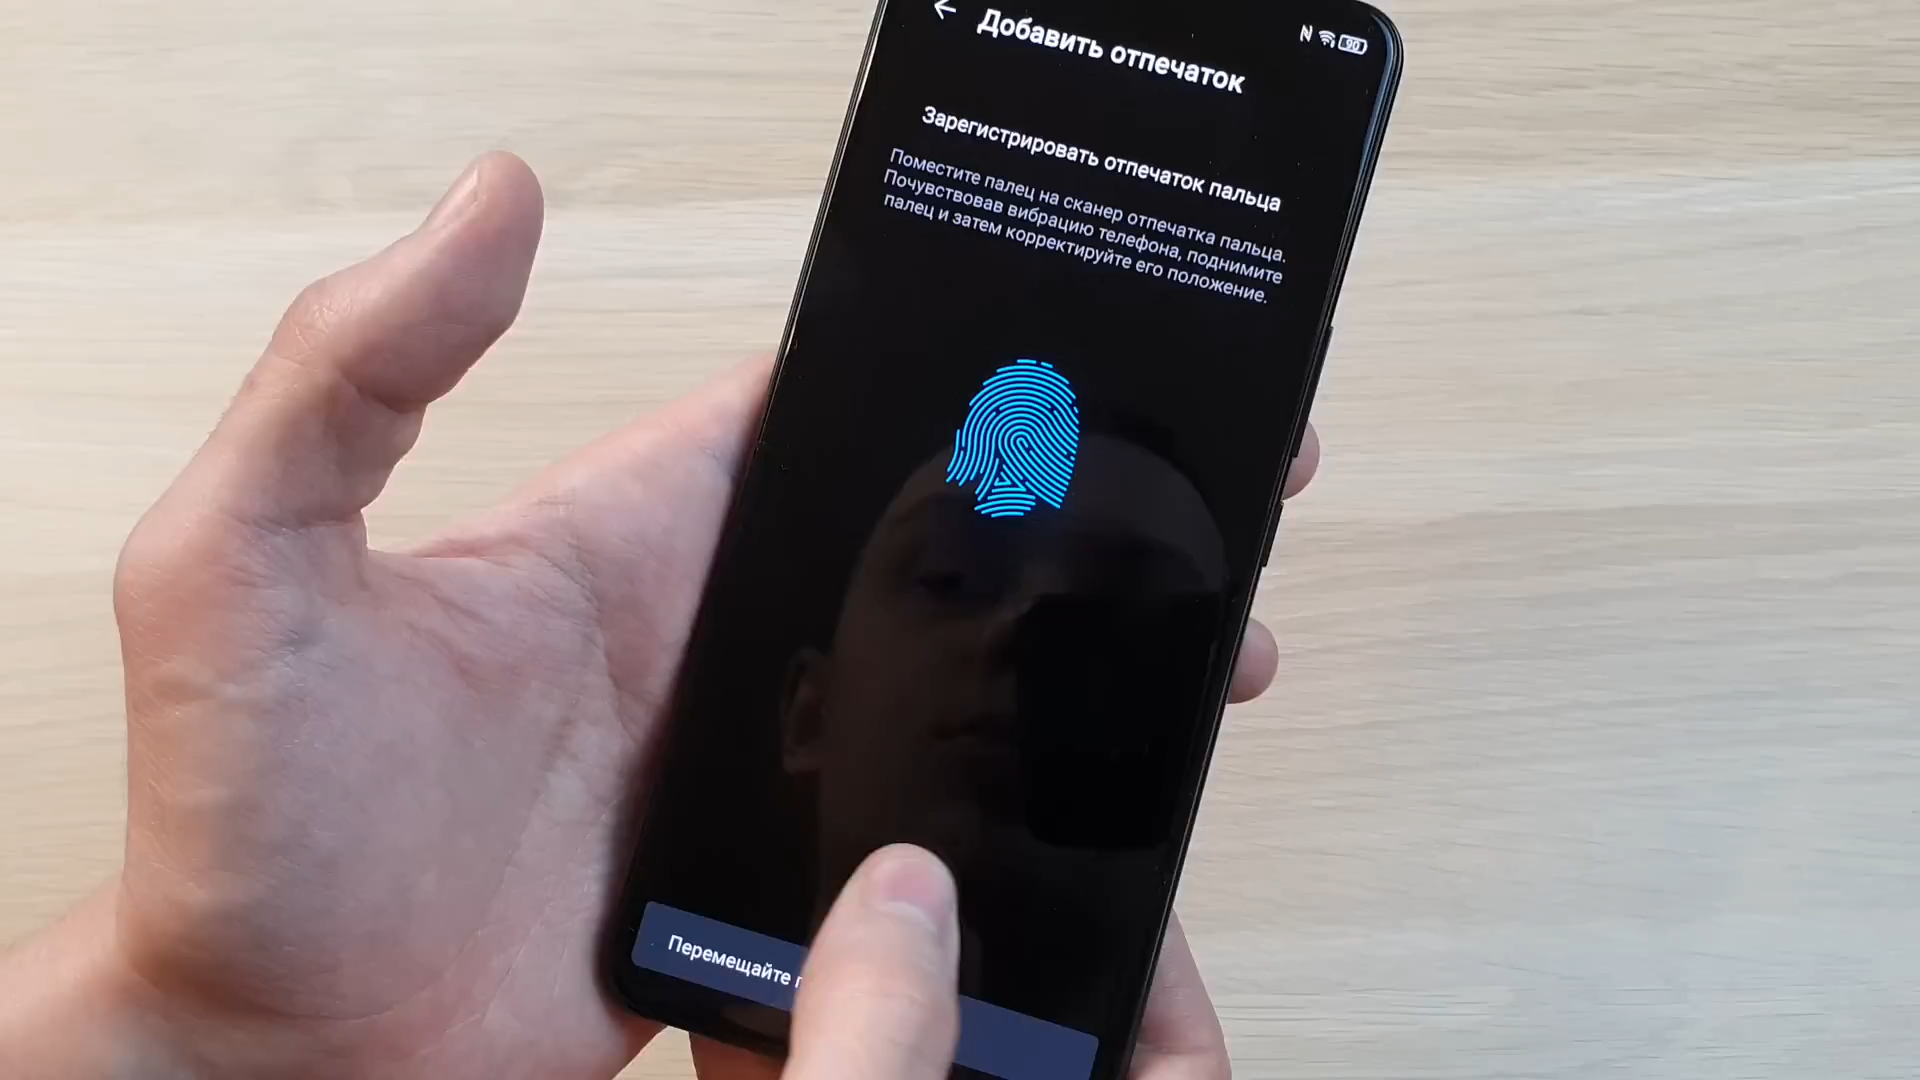 Добавить отпечаток
90
Зарегистрировать отпечаток пальца
Поместите палец на сканер отпечатка пальца.
Почувствовав вибрацию телефона, поднимите
палец и затем корректируйте его положение.
Перемещайте